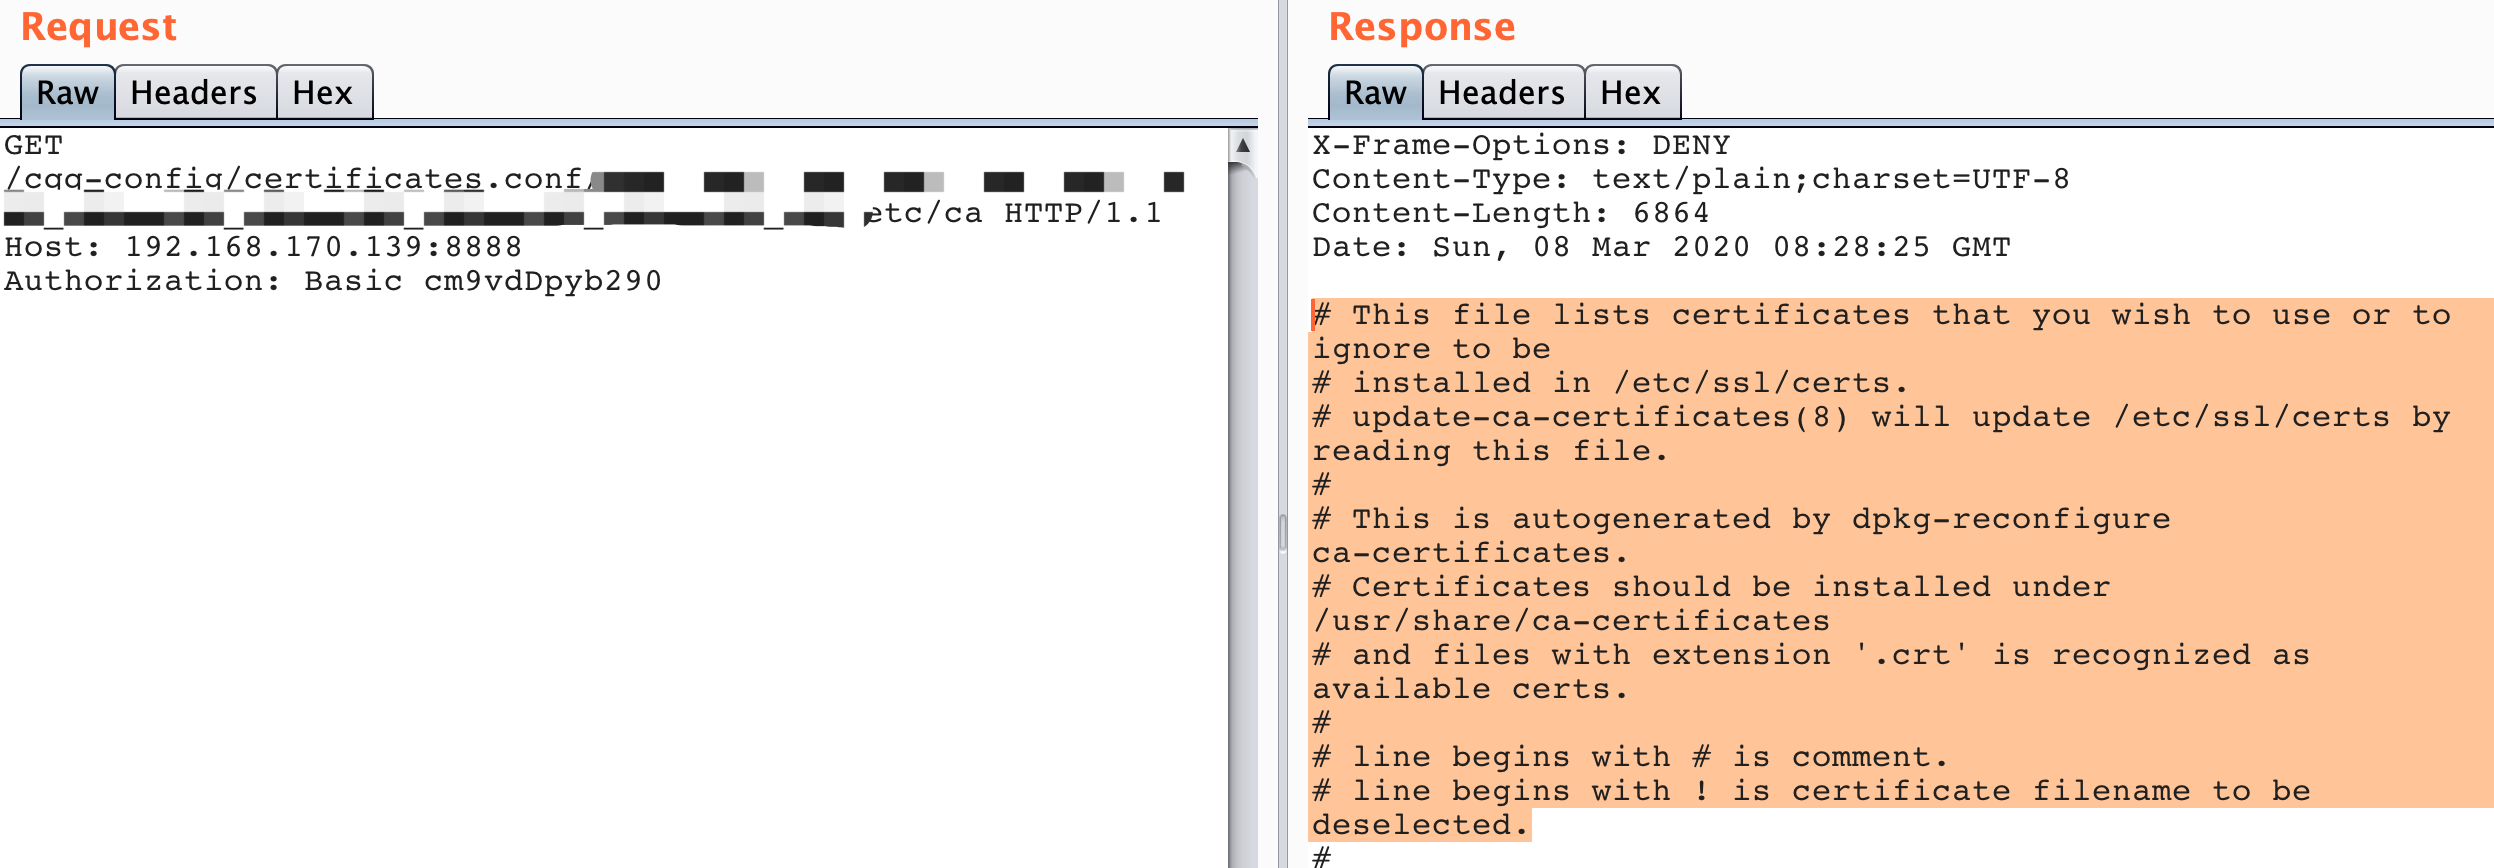 Request
Raw Headers Hex
GET
/cqq-config/certificates.conf/
etc/ca HTTP/1.1
Host: 192.168.170.139:8888
Authorization: Basic cm9vdDpyb290
Response
Raw Headers Hex
X-Frame-Options: DENY
Content-Type: text/plain;charset=UTF-8
Content-Length: 6864
Date: Sun, 08 Mar 2020 08:28:25 GMT
# This file lists certificates that you wish to use or to
ignore to be
# installed in /etc/ssl/certs.
# update-ca-certificates(8) will update /etc/ssl/certs by
reading this file.
#
# This is autogenerated by dpkg-reconfigure
ca-certificates.
# Certificates should be installed under
/usr/share/ca-certificates
# and files with extension '.crt' is recognized as
available certs.
#
# line begins with # is comment.
# line begins with ! is certificate filename to be
deselected.
#